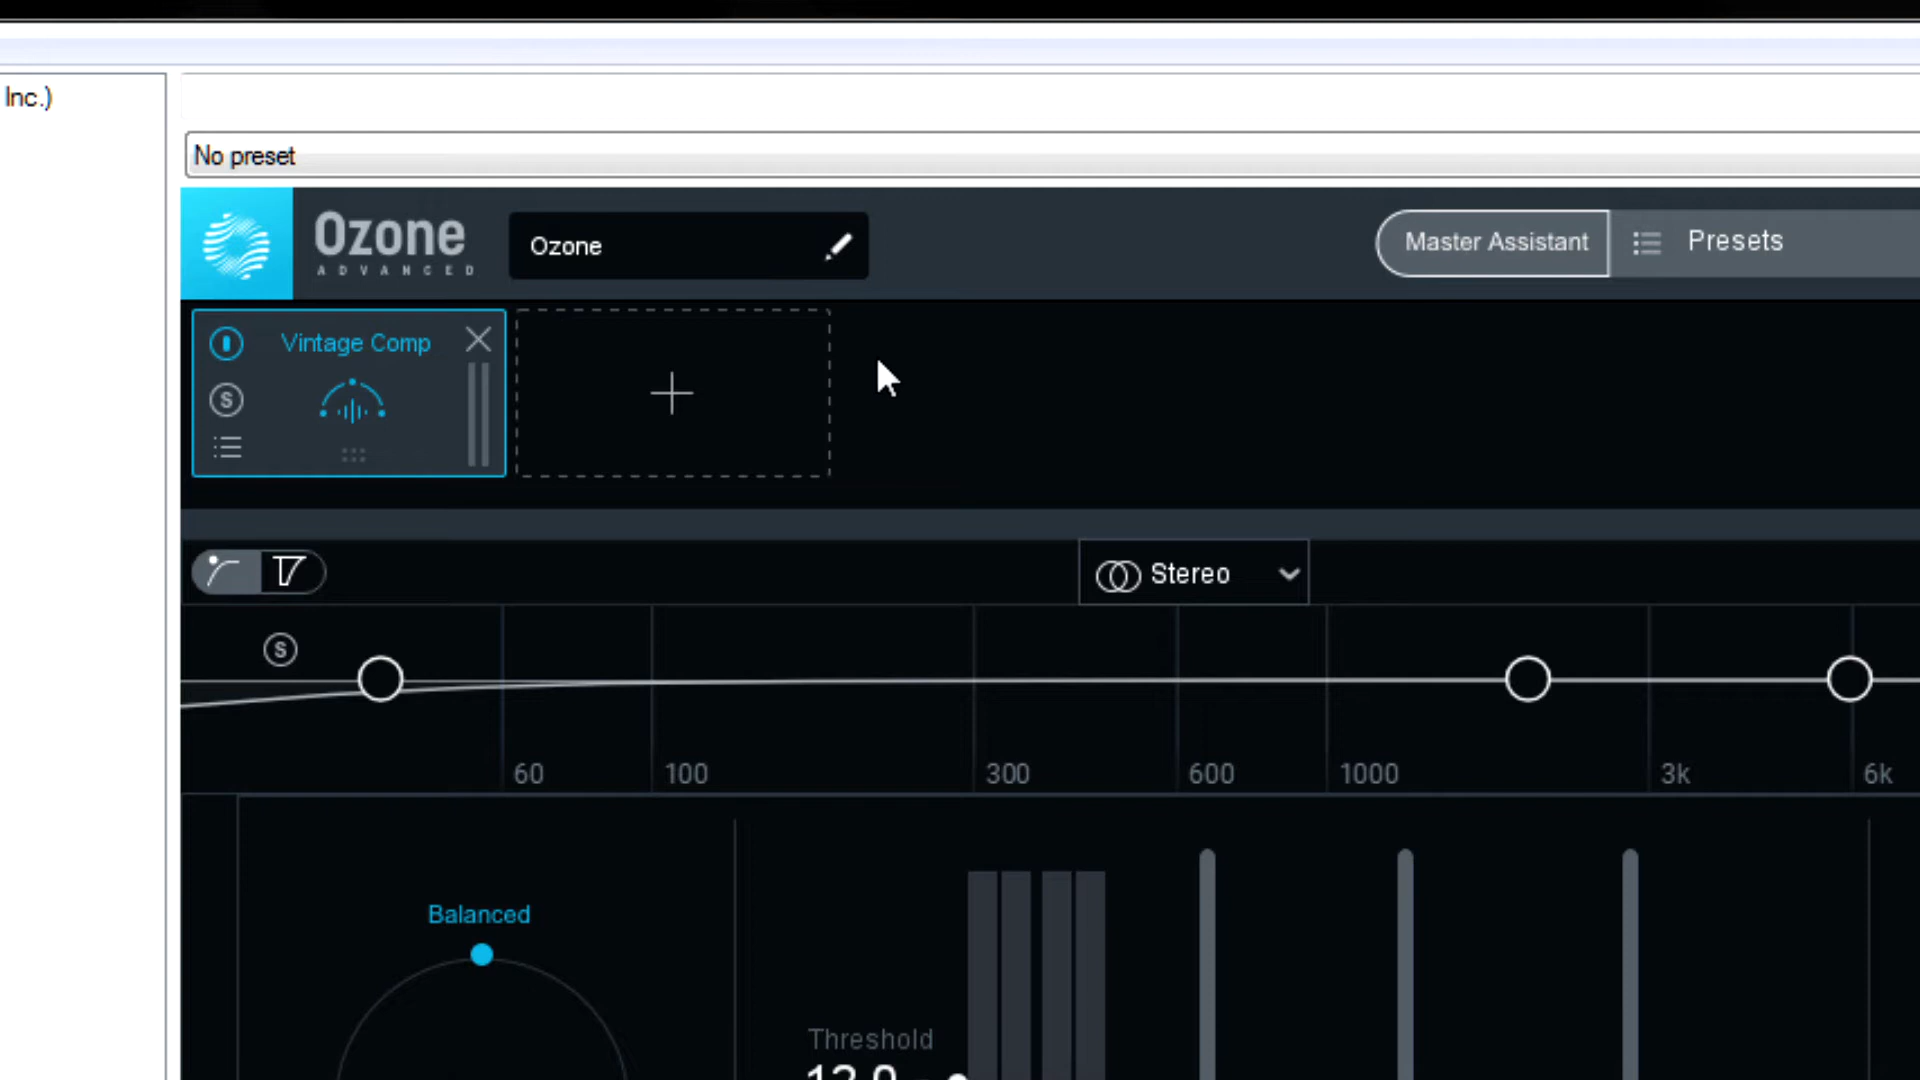 Inc.)
No preset
Ozone
ADVANCED
Ozone
Master Assistant
Presets
Vintage Comp
S
Stereo
S
60 100 300 600 1000 3k 6k
Balanced
Threshold